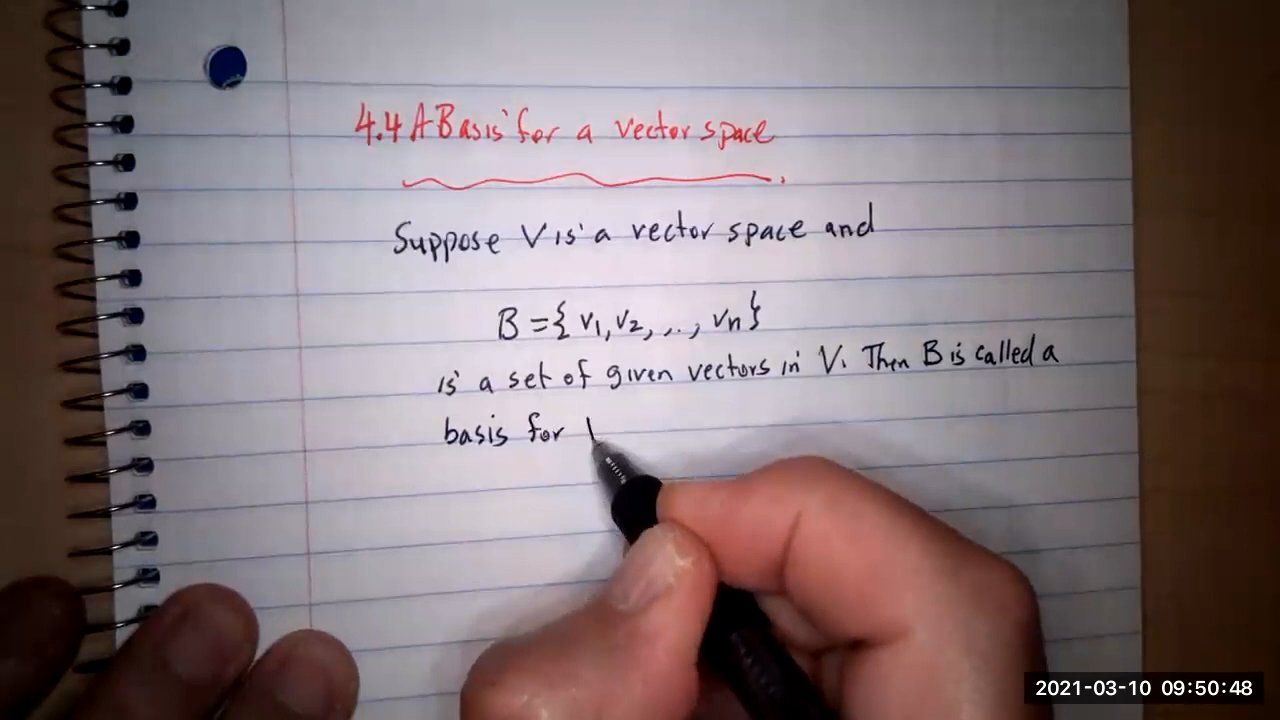 4.4 A Basis for a vector space
Suppose V is a vector space and
B = { v1, v2, ..., vn }
is a set of given vectors in V. Then B is called a
basis for
2021-03-10 09:50:48